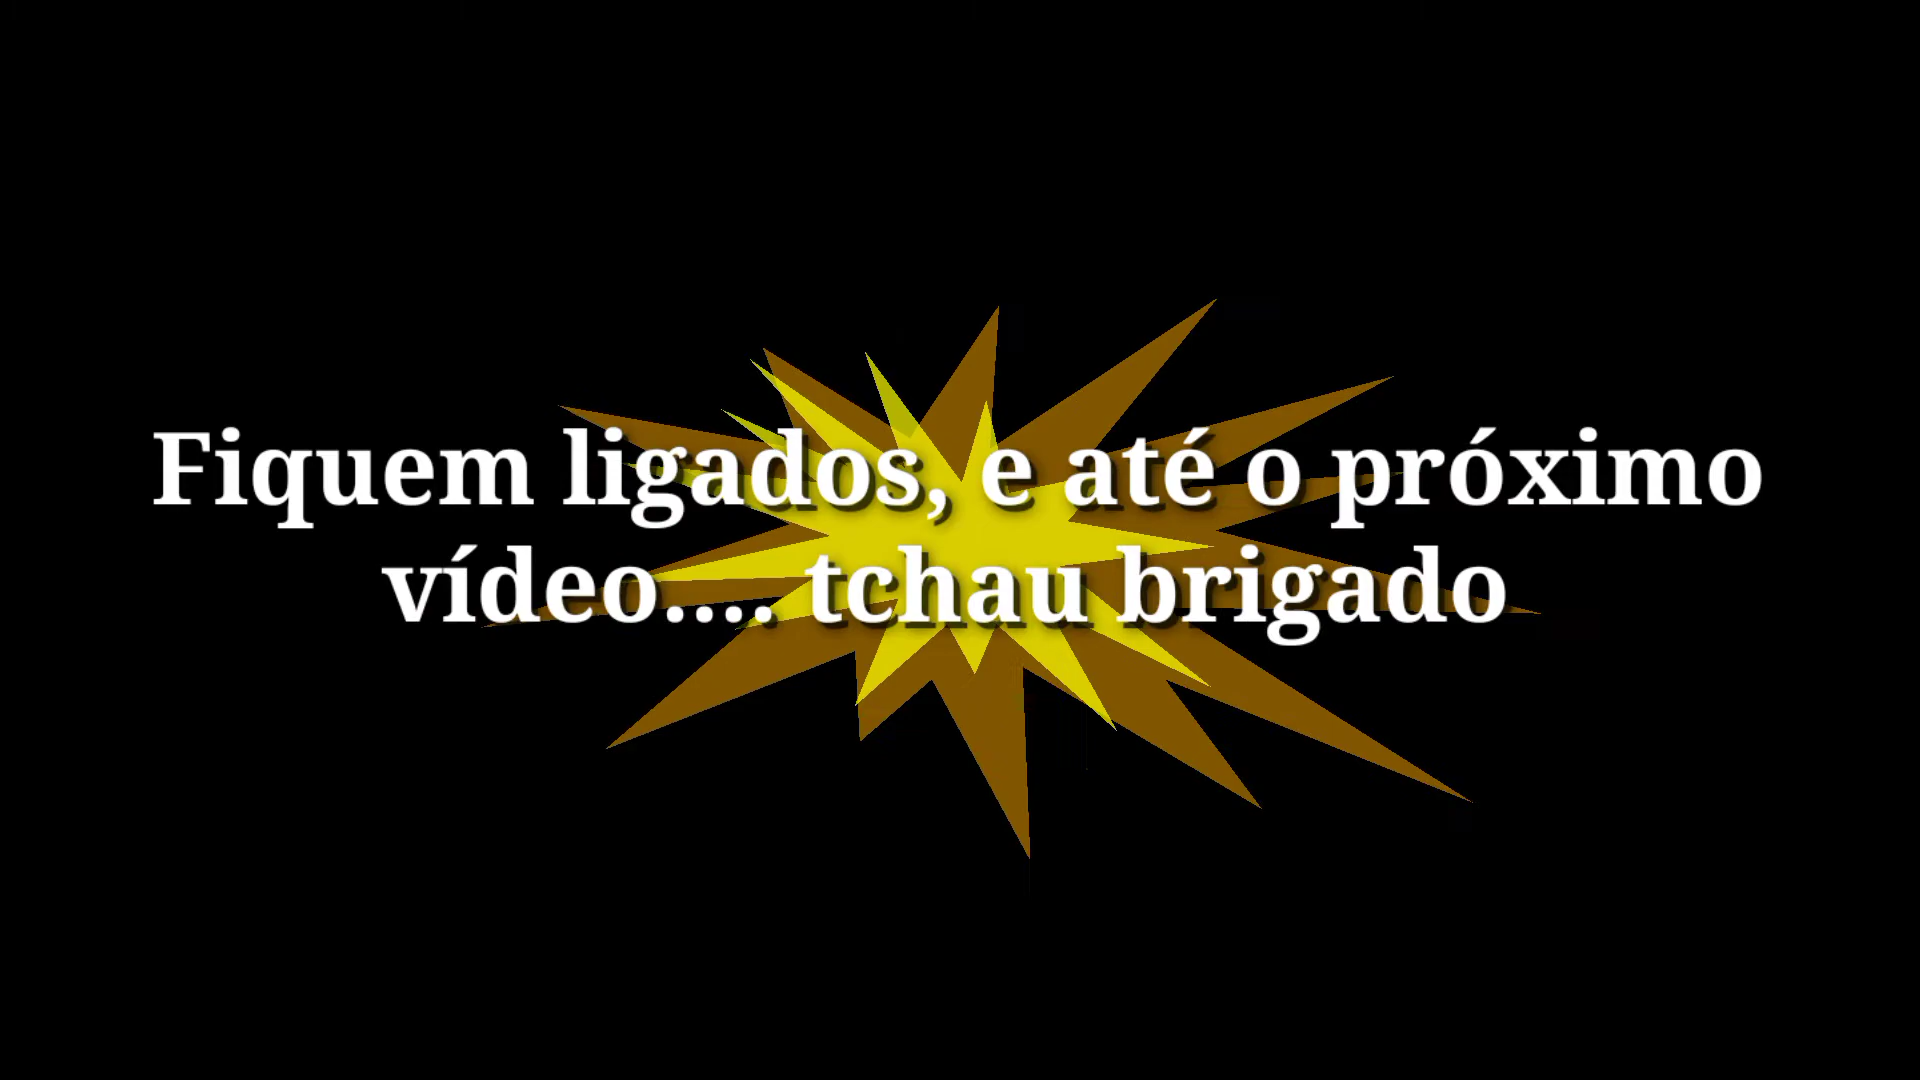 Fiquem ligados, e até o próximo
vídeo.... tchau brigado